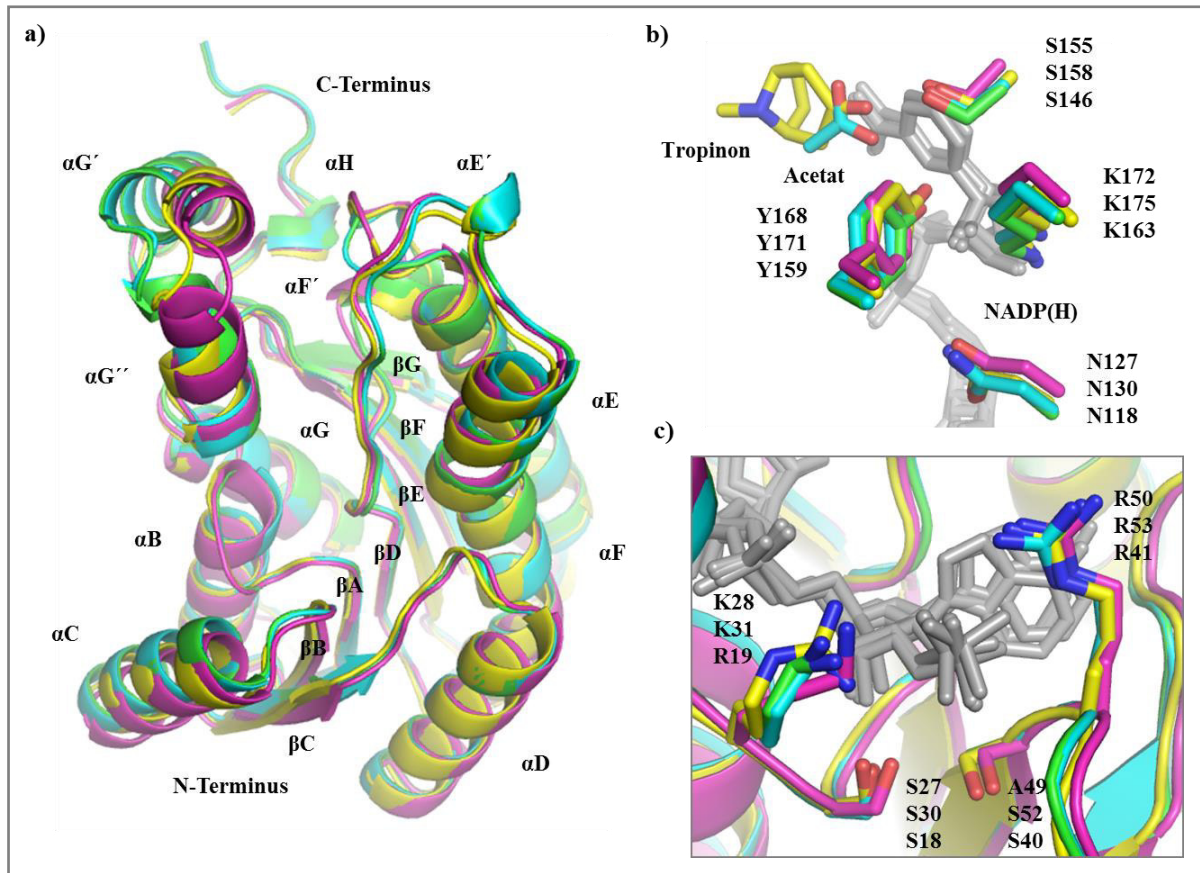 a)
C-Terminus
αG´
αH
αE´
αF´
αG´´
βG
αG
βF
αE
βE
αB
βD
αF
βA
αC
βB
βC
αD
N-Terminus
b)
S155
S158
S146
Tropinon
Acetat
K172
K175
K163
Y168
Y171
Y159
NADP(H)
N127
N130
N118
c)
R50
R53
R41
K28
K31
R19
S27
S30
S18
A49
S52
S40